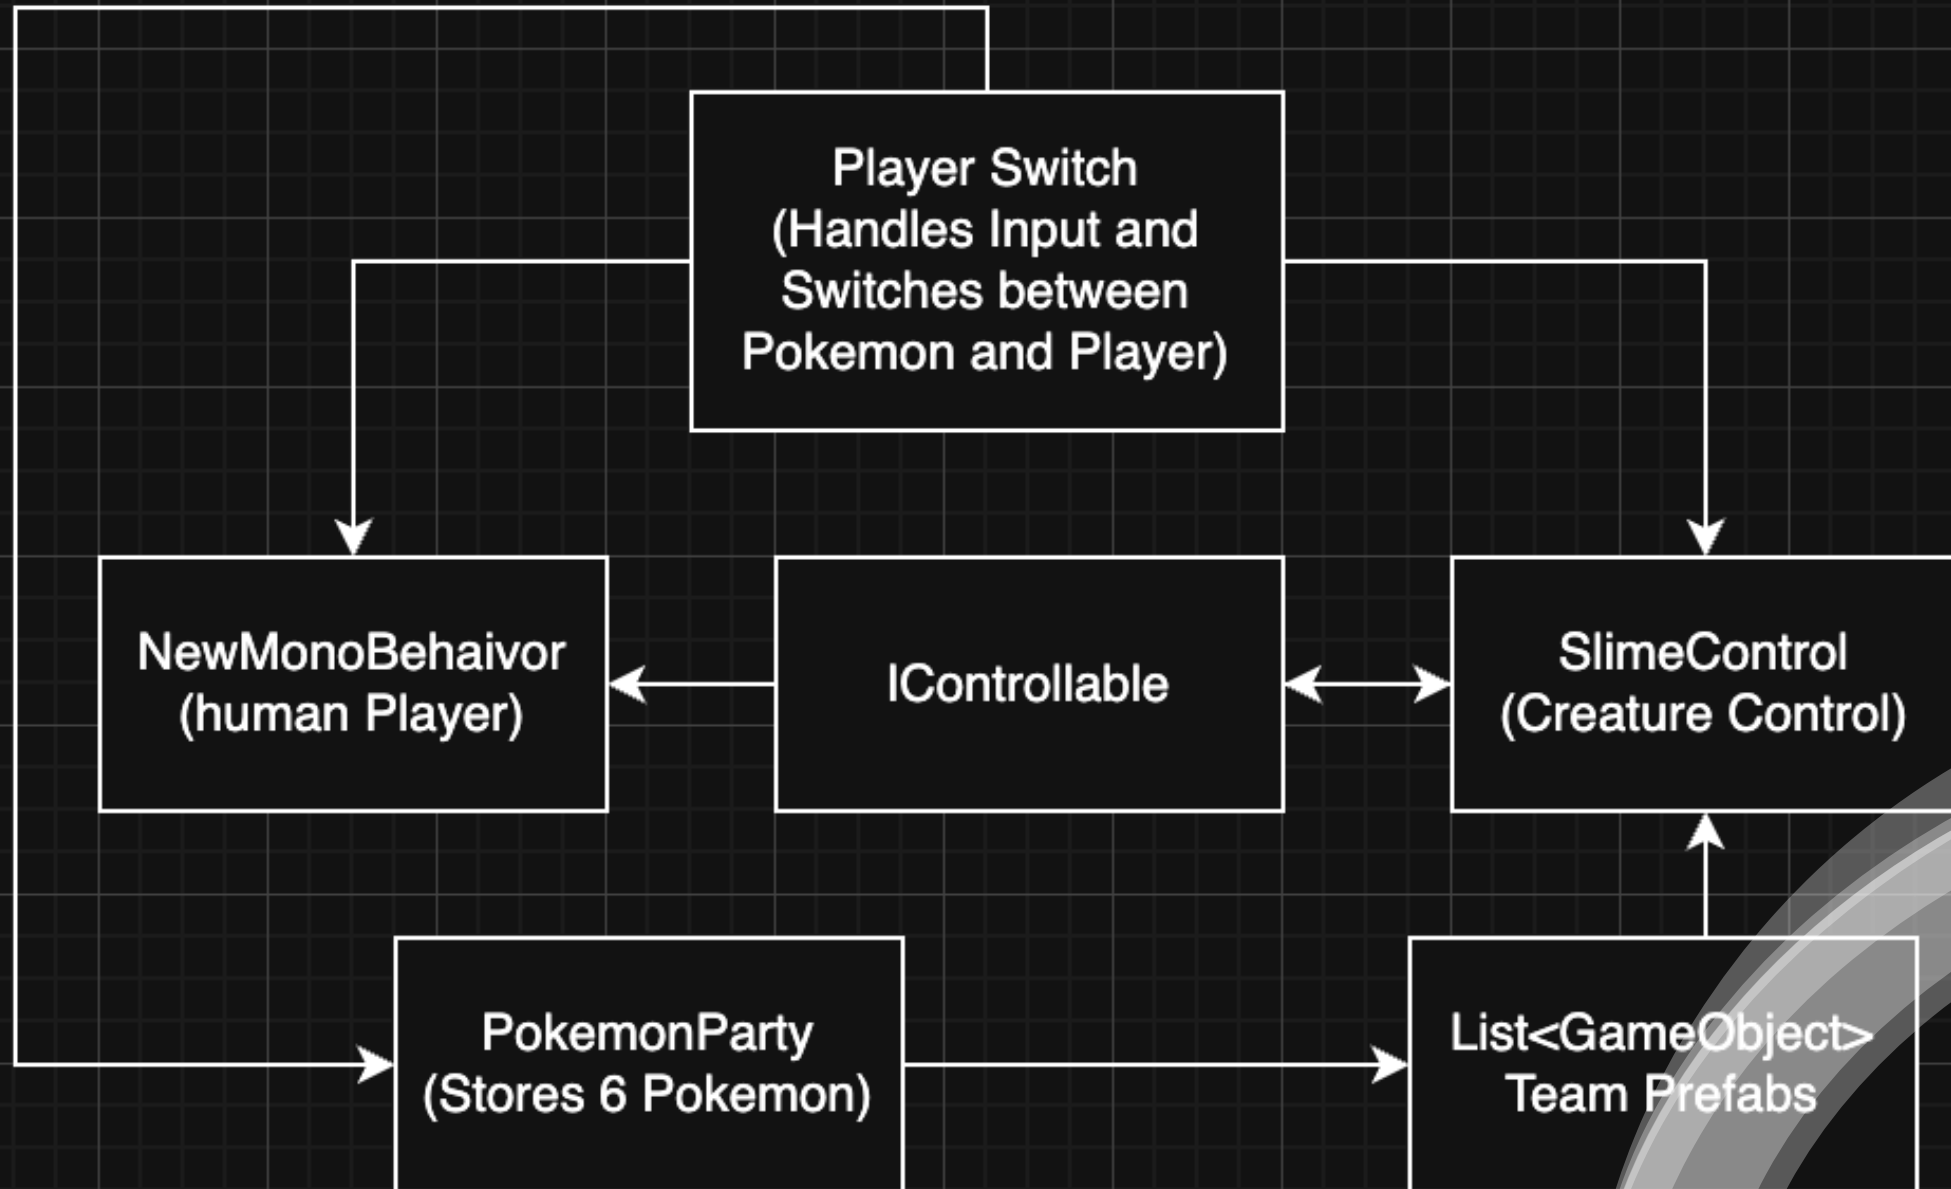 Player Switch
(Handles Input and
Switches between
Pokemon and Player)
NewMonoBehaivor
(human Player)
IControllable
SlimeControl
(Creature Control)
PokemonParty
(Stores 6 Pokemon)
List<GameObject>
Team Prefabs